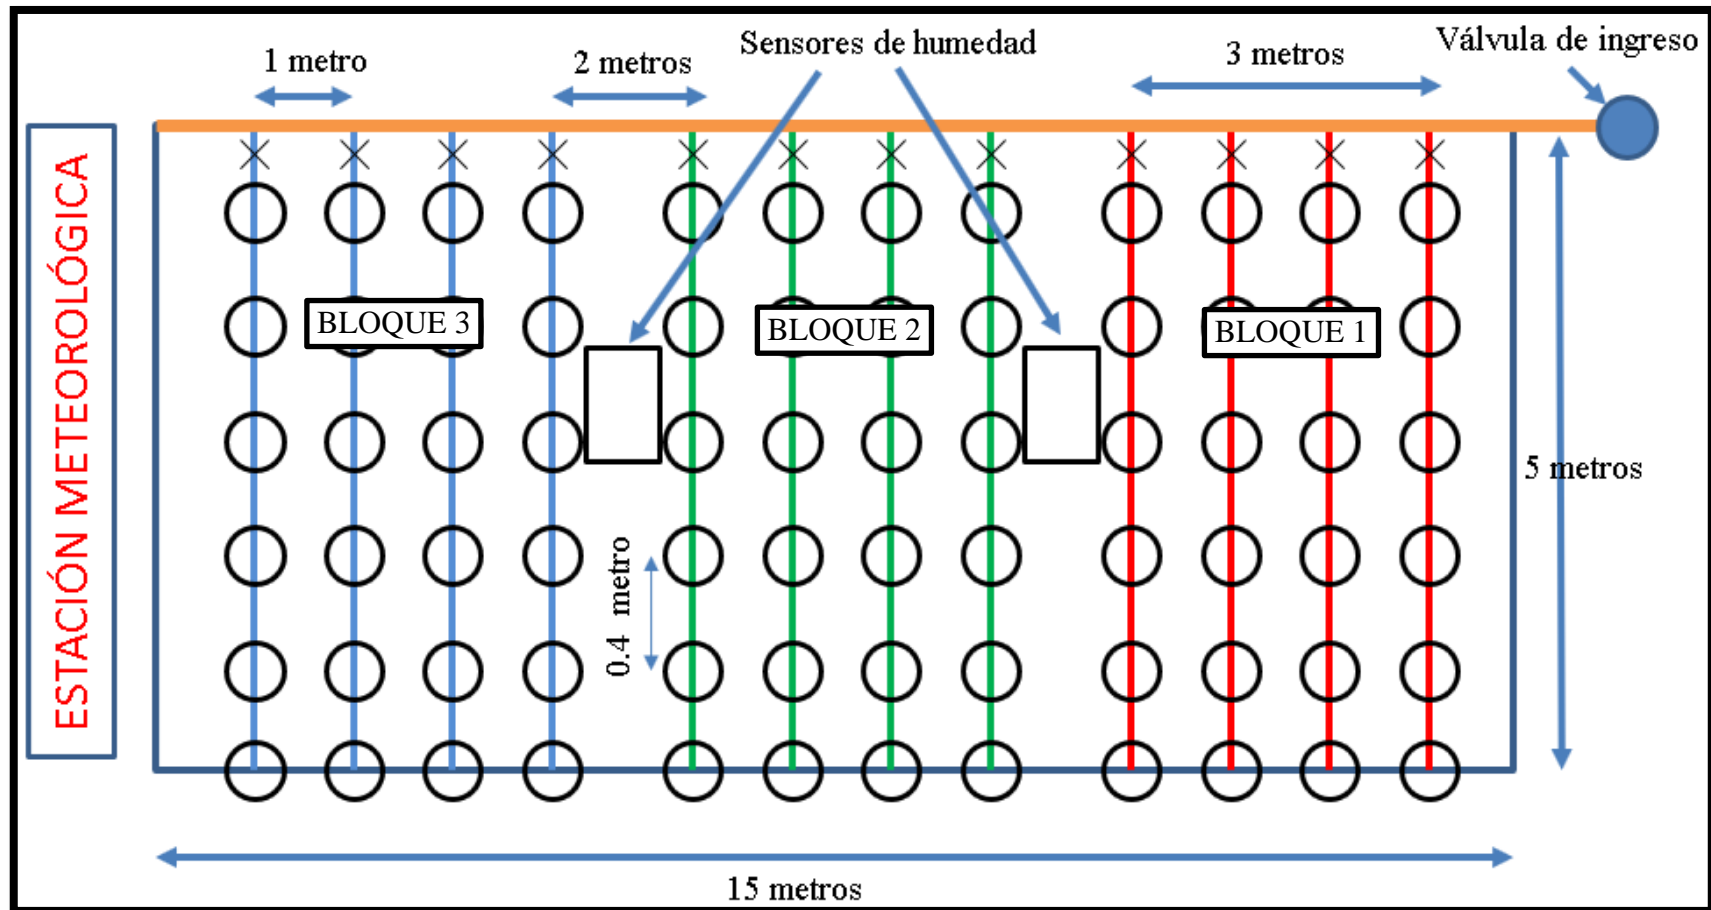 Sensores de humedad
Válvula de ingreso
1 metro
2 metros
3 metros
ESTACIÓN METEOROLÓGICA
BLOQUE 3
BLOQUE 2
BLOQUE 1
5 metros
0.4 metro
15 metros